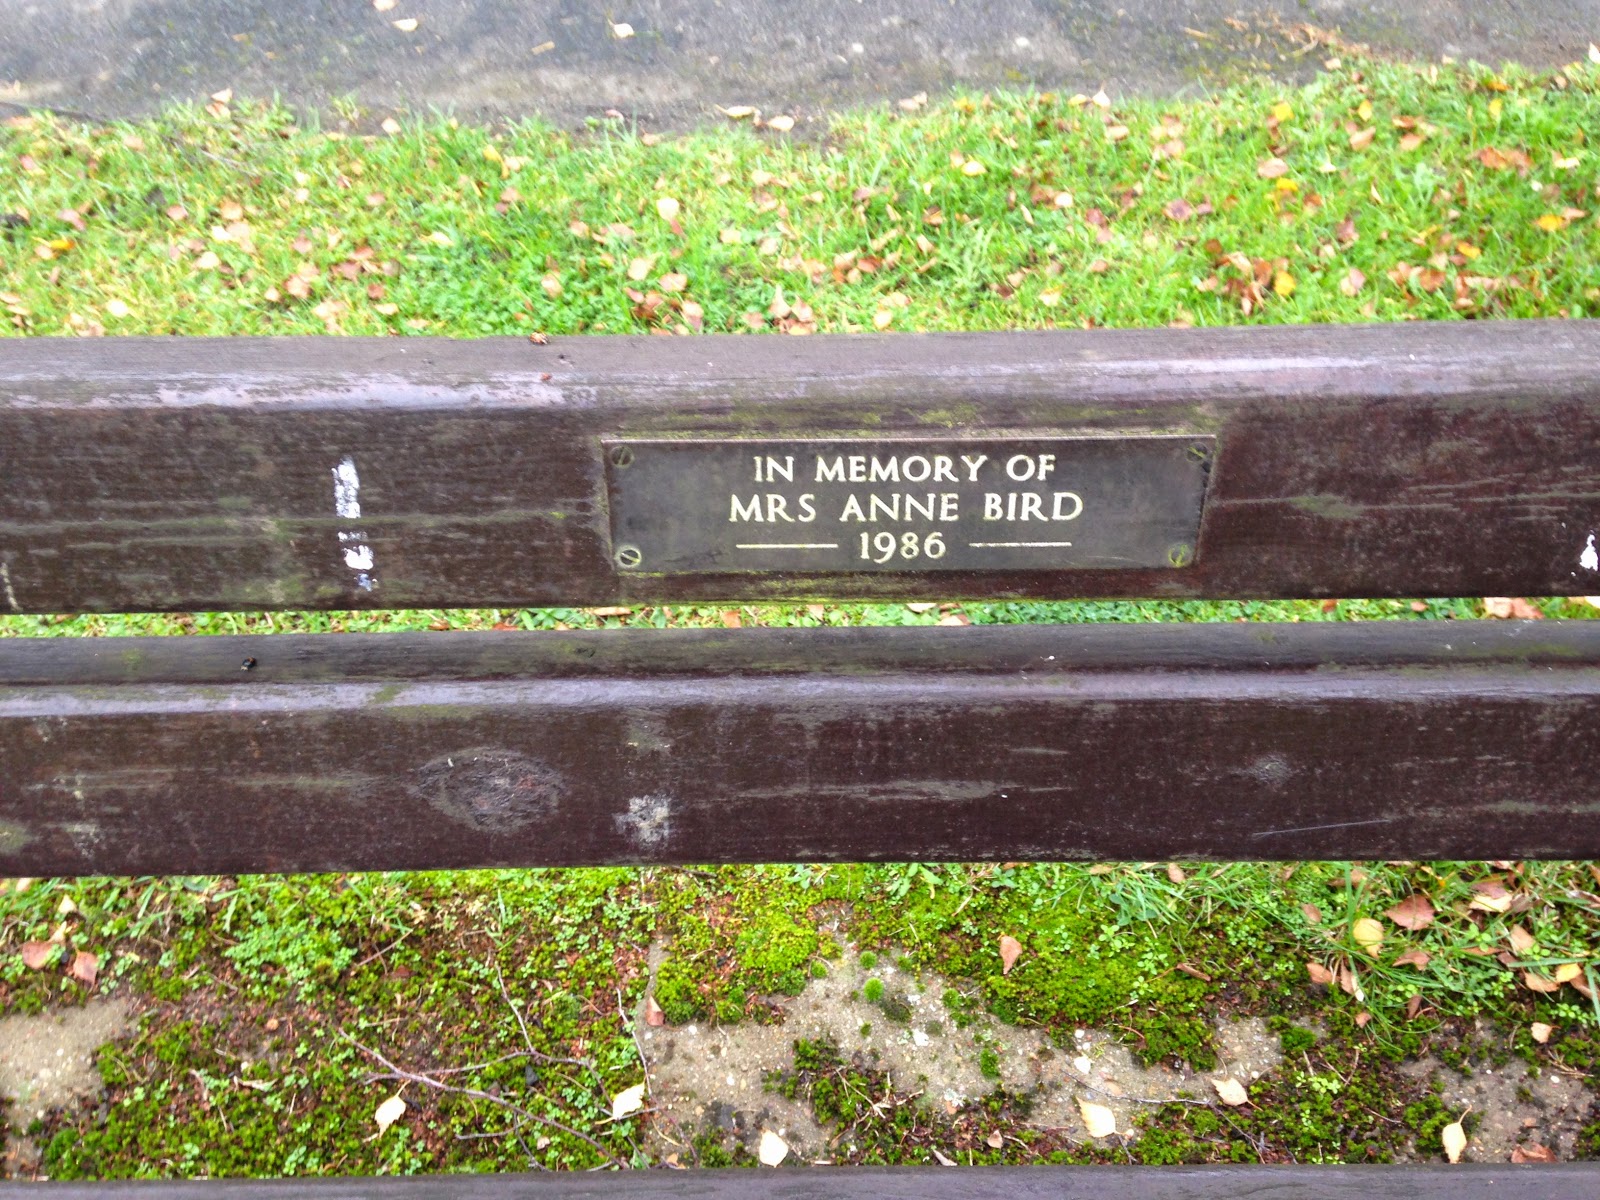 IN MEMORY OF
MRS ANNE BIRD
1986